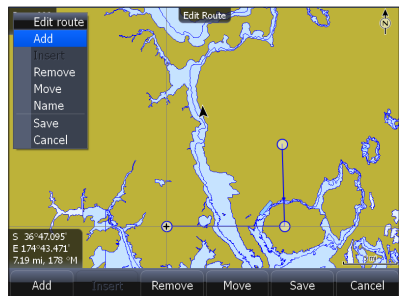 Edit Route
N
Edit route
Add
Insert
Remove
Move
Name
Save
Cancel
S 36°47.095'
E 174°43.471'
7.19 mi, 178 °M
Add Insert Remove Move Save Cancel